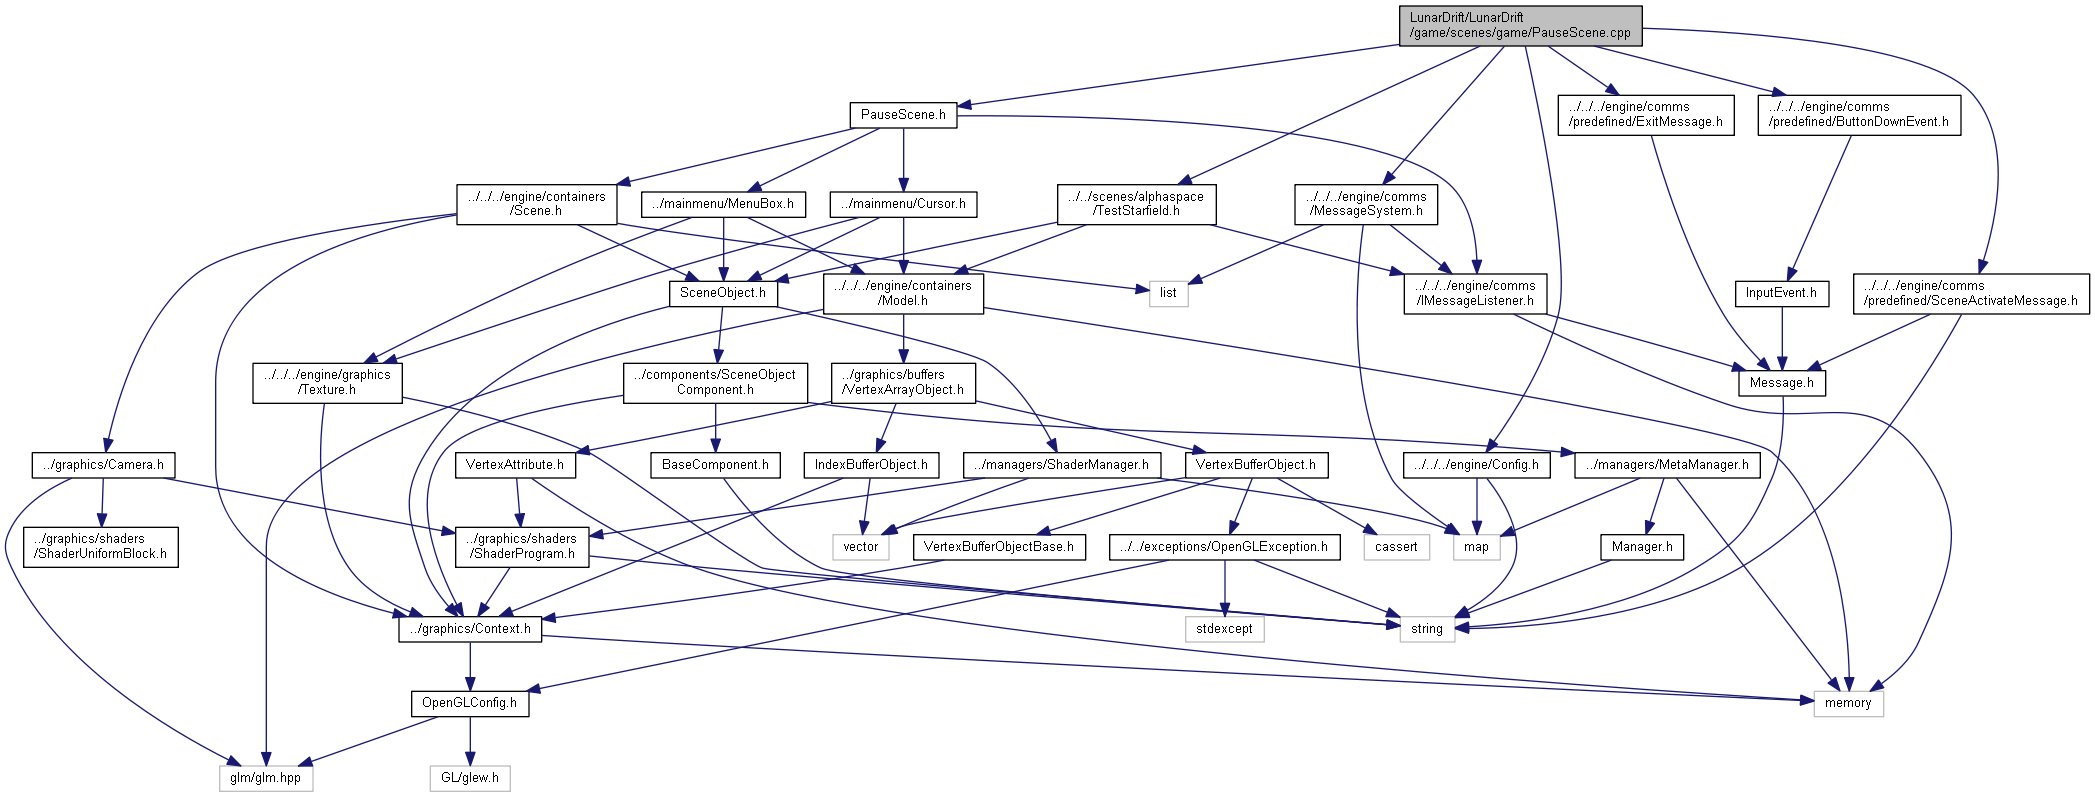 LunarDrift/LunarDrift
/game/scenes/game/PauseScene.cpp
PauseScene.h
../../../engine/comms
/predefined/ExitMessage.h
../../../engine/comms
/predefined/ButtonDownEvent.h
../../../engine/containers
/Scene.h
../mainmenu/MenuBox.h
../mainmenu/Cursor.h
../../scenes/alphaspace
/TestStarfield.h
../../../engine/comms
/MessageSystem.h
SceneObject.h
../../../engine/containers
/Model.h
list
../../../engine/comms
/IMessageListener.h
InputEvent.h
../../../engine/comms
/predefined/SceneActivateMessage.h
../../../engine/graphics
/Texture.h
../components/SceneObject
Component.h
../graphics/buffers
/VertexArrayObject.h
Message.h
../graphics/Camera.h
VertexAttribute.h
BaseComponent.h
IndexBufferObject.h
../managers/ShaderManager.h
VertexBufferObject.h
../../../engine/Config.h
../managers/MetaManager.h
../graphics/shaders
/ShaderUniformBlock.h
../graphics/shaders
/ShaderProgram.h
vector
VertexBufferObjectBase.h
../../exceptions/OpenGLException.h
cassert
map
Manager.h
../graphics/Context.h
stdexcept
string
OpenGLConfig.h
memory
glm/glm.hpp
GL/glew.h